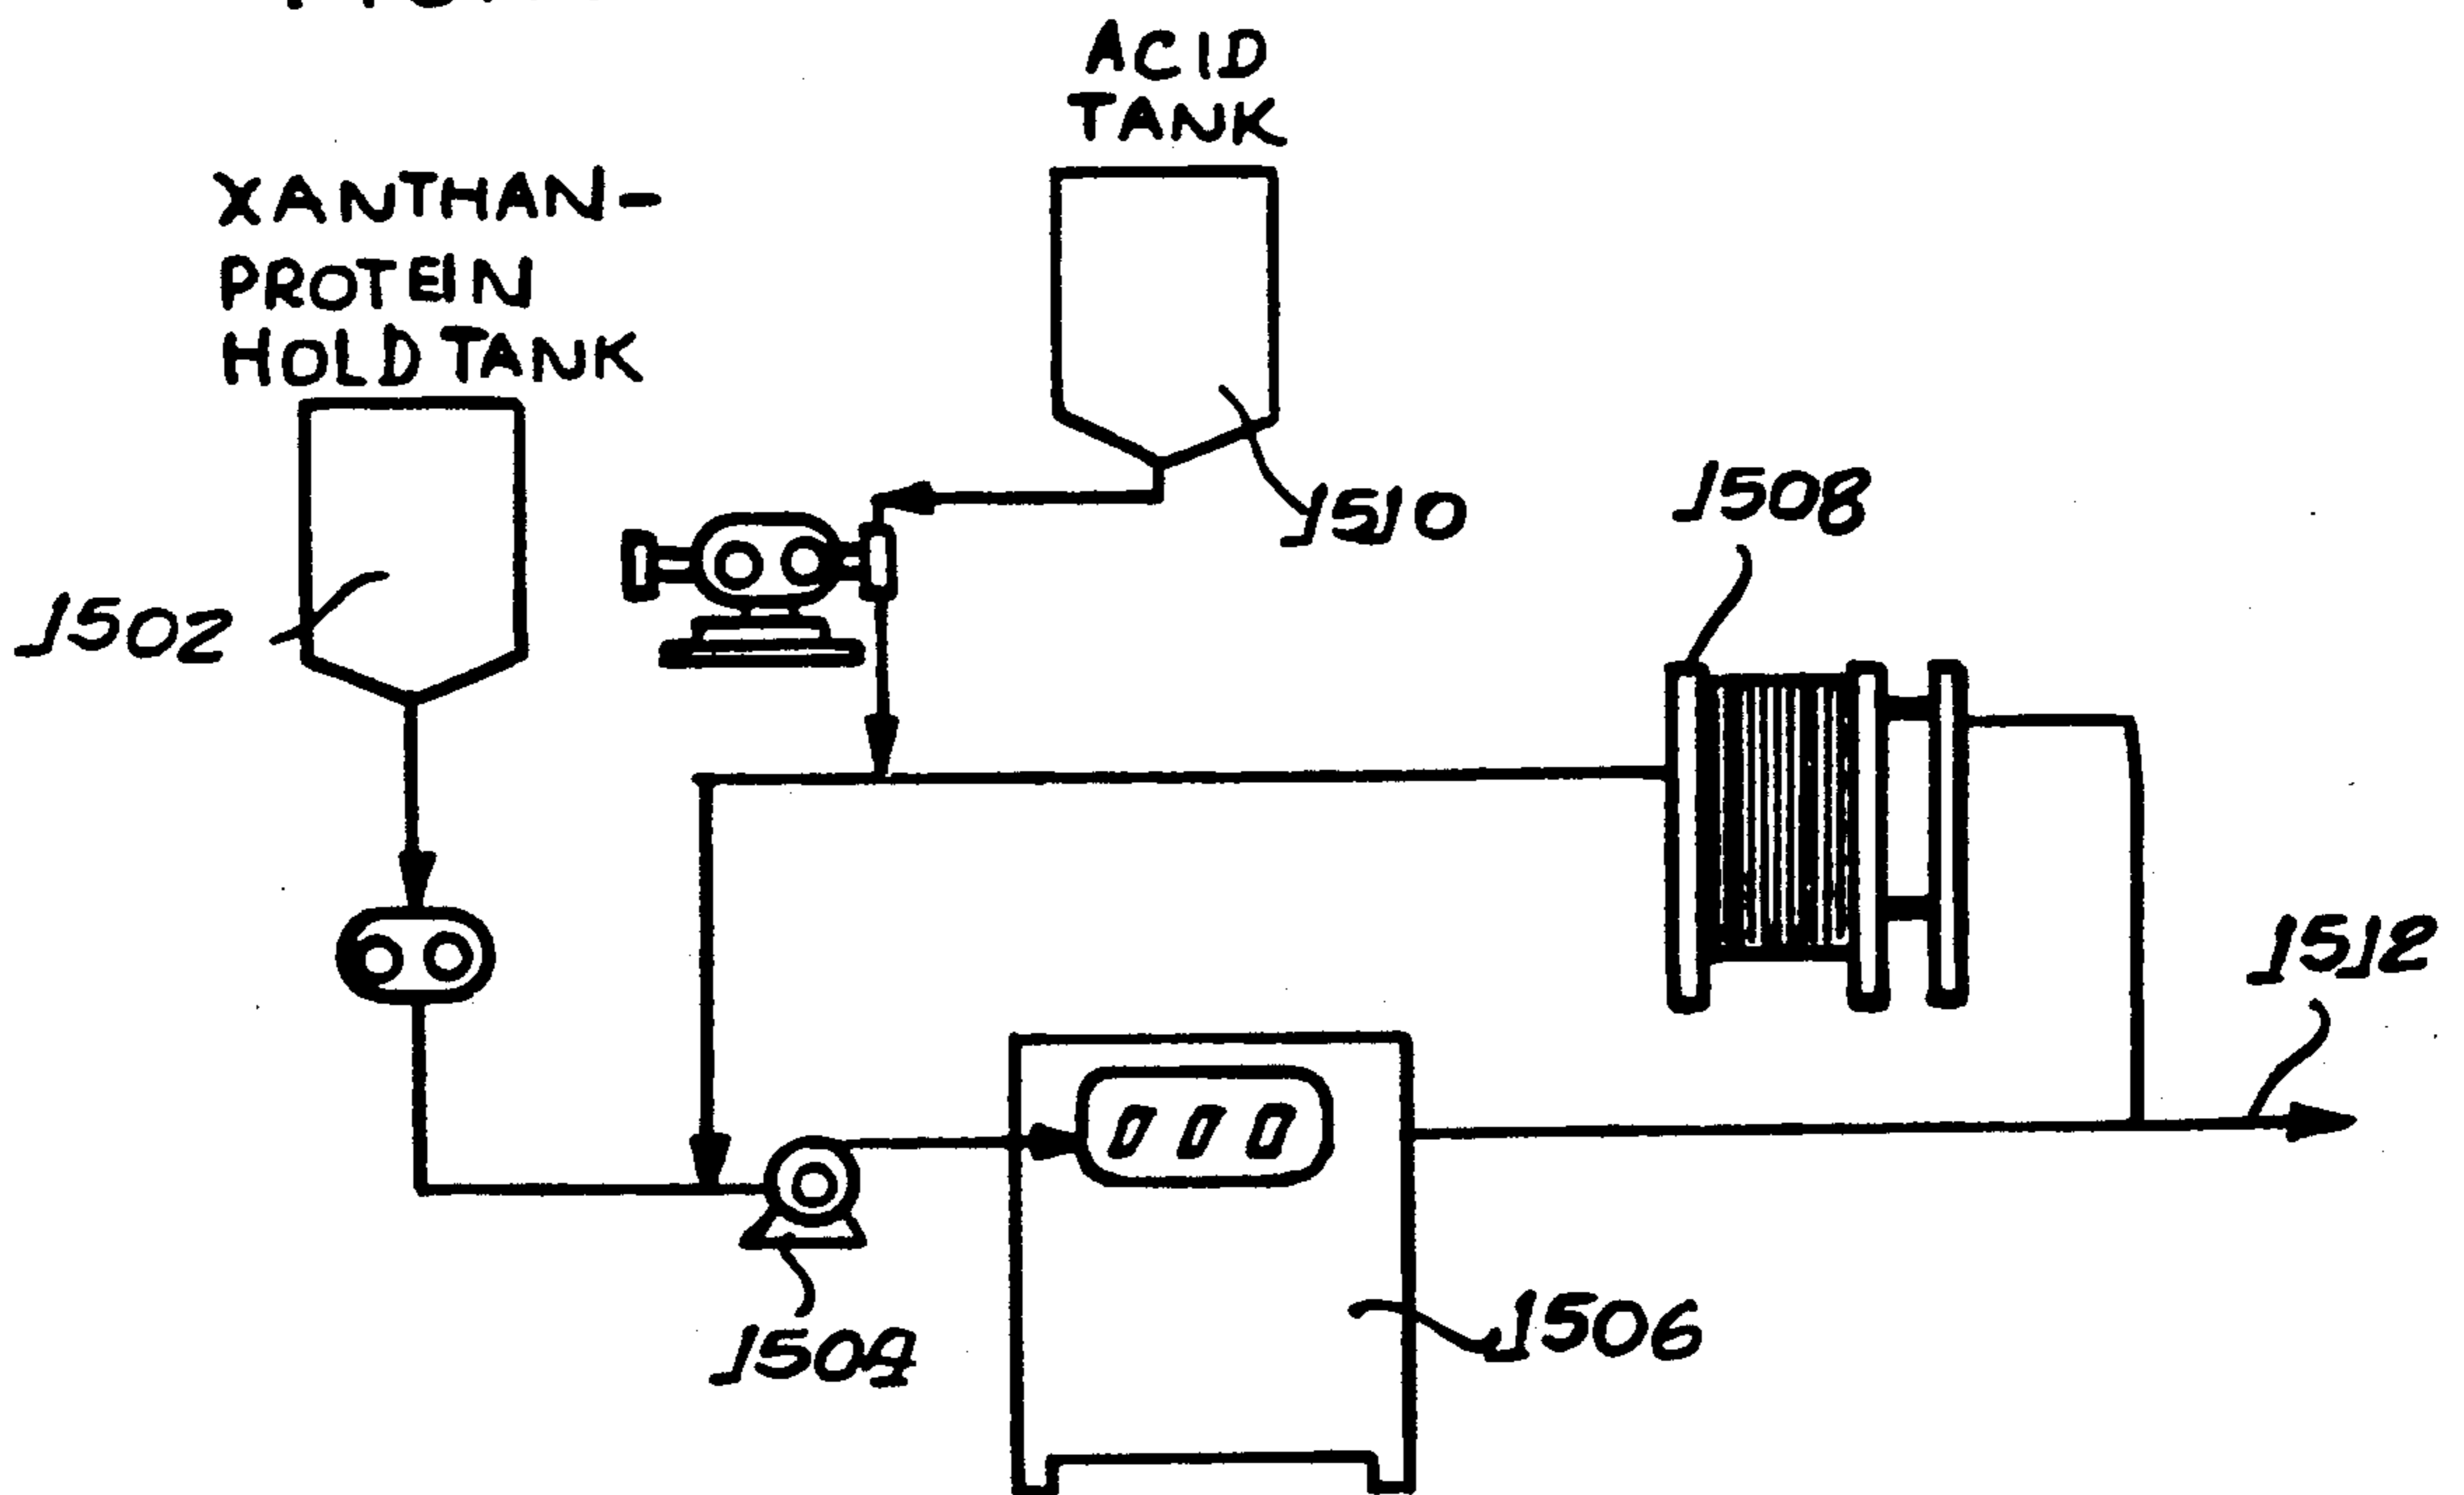 ACID
TANK
XANTHAN-
PROTEIN
HOLD TANK
1510
1508
1502
1512
1504
1506